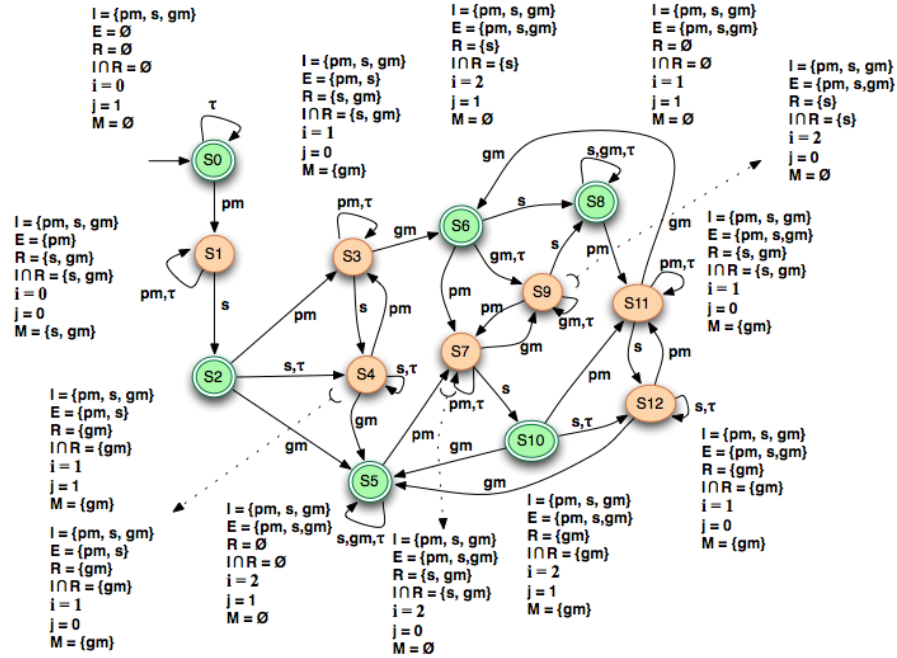 I = {pm, s, gm}
E = Ø
R = Ø
I∩R = Ø
i = 0
j = 1
M = Ø
I = {pm, s, gm}
E = {pm, s}
R = {s, gm}
I∩R = {s, gm}
i = 1
j = 0
M = {gm}
I = {pm, s, gm}
E = {pm, s,gm}
R = {s}
I∩R = {s}
i = 2
j = 1
M = Ø
I = {pm, s, gm}
E = {pm, s,gm}
R = Ø
I∩R = Ø
i = 1
j = 1
M = Ø
I = {pm, s, gm}
E = {pm, s,gm}
R = {s}
I∩R = {s}
i = 2
j = 0
M = Ø
τ
S0
pm
I = {pm, s, gm}
E = {pm}
R = {s, gm}
I∩R = {s, gm}
i = 0
j = 0
M = {s, gm}
S1
pm,τ
s
S2
pm
s,τ
gm
pm,τ
S3
gm
s
pm
S4
s,τ
gm
S5
s,gm,τ
pm
S6
s
gm,τ
pm
gm
s,gm,τ
S8
s
pm
S9
gm,τ
pm
gm
S7
pm,τ
s
gm
S11
pm,τ
s
pm
S12
s,τ
S10
pm
s,τ
gm
gm
I = {pm, s, gm}
E = {pm, s,gm}
R = {s, gm}
I∩R = {s, gm}
i = 1
j = 0
M = {gm}
I = {pm, s, gm}
E = {pm, s}
R = {gm}
I∩R = {gm}
i = 1
j = 1
M = {gm}
I = {pm, s, gm}
E = {pm, s}
R = {gm}
I∩R = {gm}
i = 1
j = 0
M = {gm}
I = {pm, s, gm}
E = {pm, s,gm}
R = Ø
I∩R = Ø
i = 2
j = 1
M = Ø
I = {pm, s, gm}
E = {pm, s,gm}
R = {s, gm}
I∩R = {s, gm}
i = 2
j = 0
M = Ø
I = {pm, s, gm}
E = {pm, s,gm}
R = {gm}
I∩R = {gm}
i = 2
j = 1
M = {gm}
I = {pm, s, gm}
E = {pm, s,gm}
R = {gm}
I∩R = {gm}
i = 1
j = 0
M = {gm}